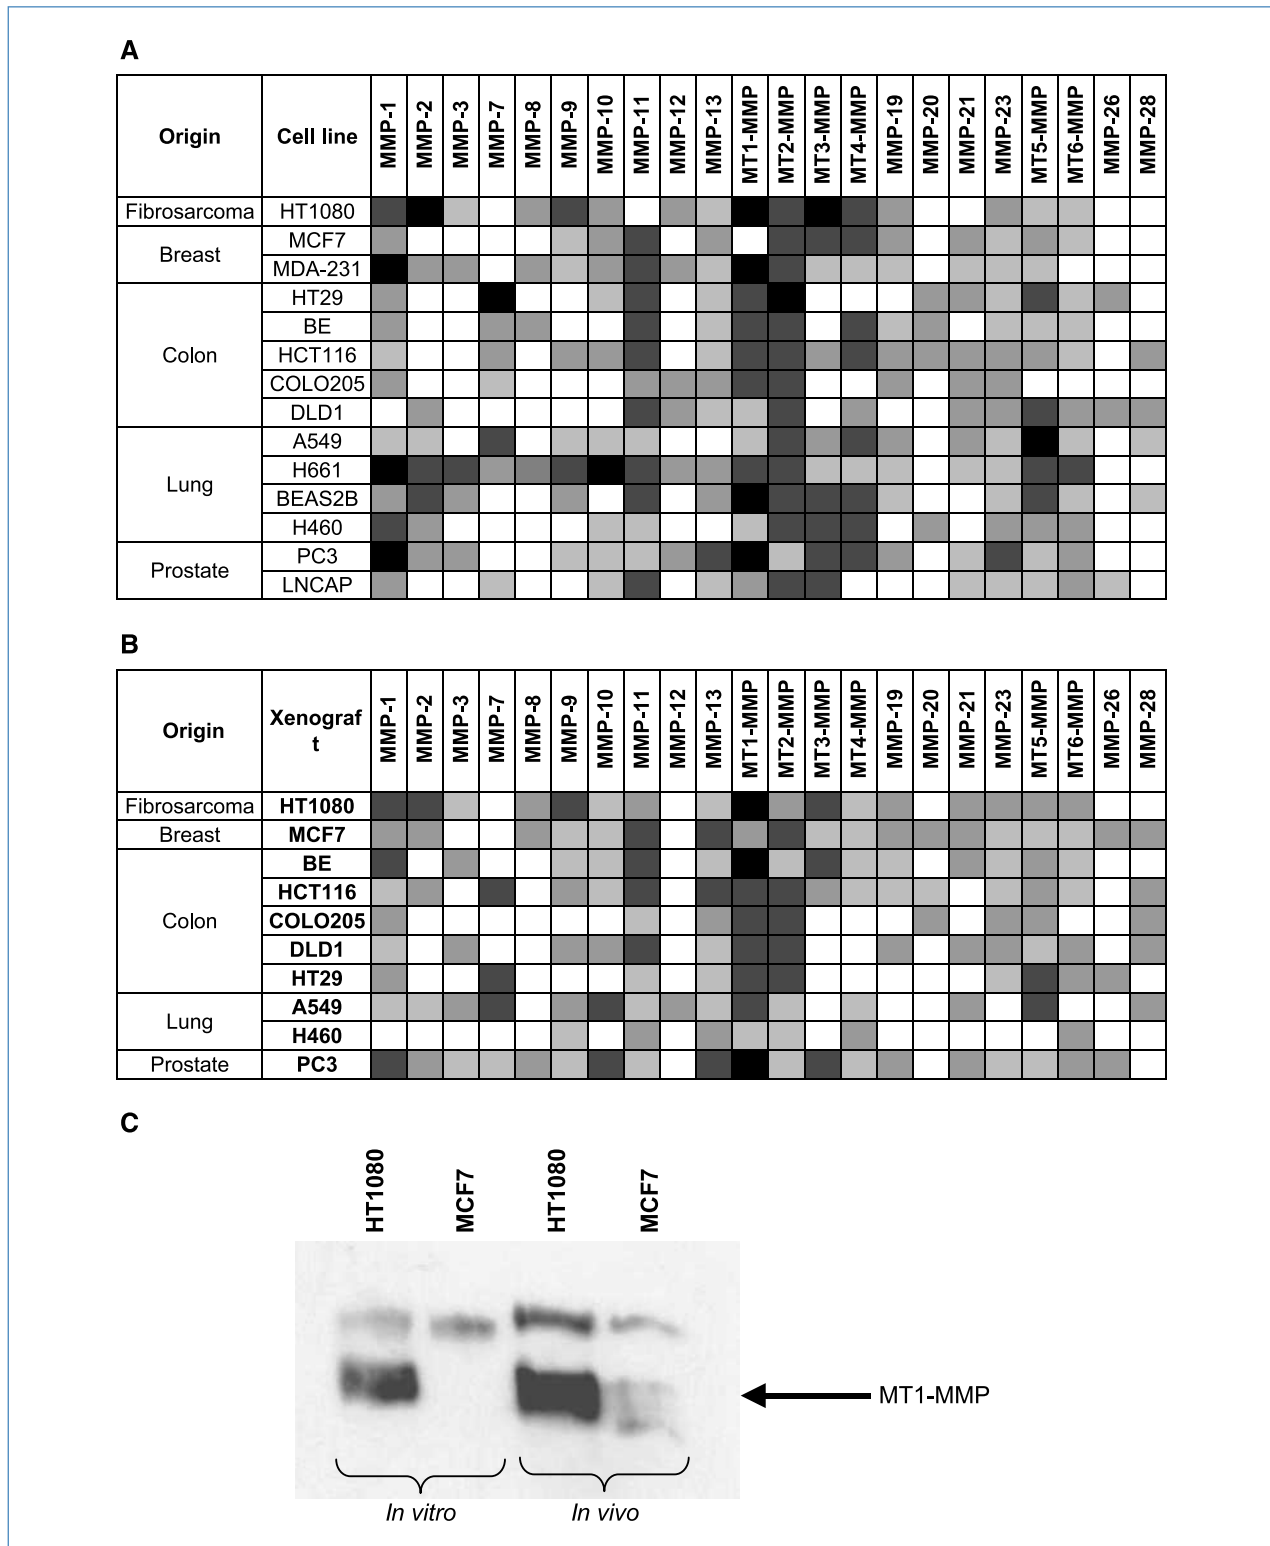 A
Origin Cell line MMP-1 MMP-2 MMP-3 MMP-7 MMP-8 MMP-9 MMP-10 MMP-11 MMP-12 MMP-13 MT1-MMP MT2-MMP MT3-MMP MT4-MMP MMP-19 MMP-20 MMP-21 MMP-23 MT5-MMP MT6-MMP MMP-26 MMP-28
Fibrosarcoma HT1080
Breast MCF7
MDA-231
Colon HT29
BE
HCT116
COLO205
DLD1
Lung A549
H661
BEAS2B
H460
Prostate PC3
LNCAP
B
Origin Xenograf
t
MMP-1 MMP-2 MMP-3 MMP-7 MMP-8 MMP-9 MMP-10 MMP-11 MMP-12 MMP-13 MT1-MMP MT2-MMP MT3-MMP MT4-MMP MMP-19 MMP-20 MMP-21 MMP-23 MT5-MMP MT6-MMP MMP-26 MMP-28
Fibrosarcoma HT1080
Breast MCF7
Colon BE
HCT116
COLO205
DLD1
HT29
Lung A549
H460
Prostate PC3
C
HT1080 MCF7 HT1080 MCF7
MT1-MMP
In vitro In vivo